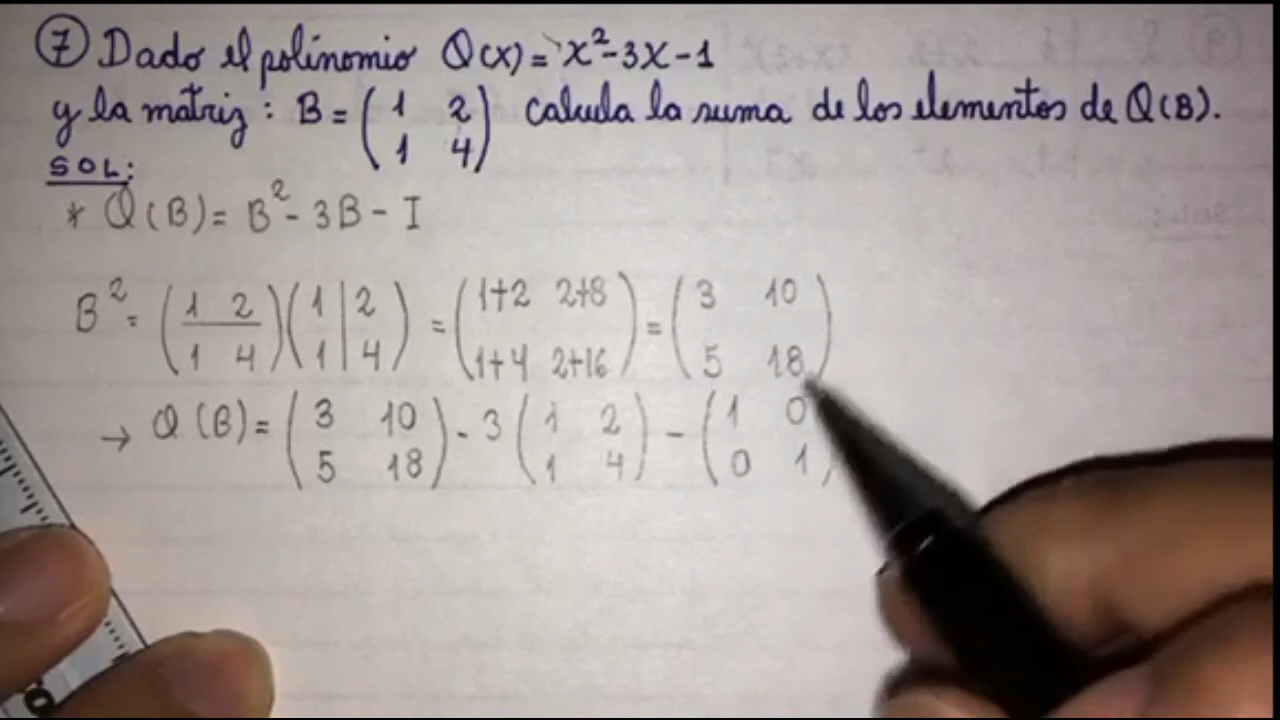 ⑦ Dado el polinomio Q(x) = x² - 3x - 1
y la matriz: B = (1 2 calcula la suma de los elementos de Q(B).
1 4)
SOL:
* Q(B) = B² - 3B - I
B² = (1 2 (1 | 2 = (1+2 2+8 = (3 10
1 4) 1 | 4) 1+4 2+16) 5 18)
→ Q(B) = (3 10 - 3 (1 2 - (1 0
5 18) 1 4) 0 1)